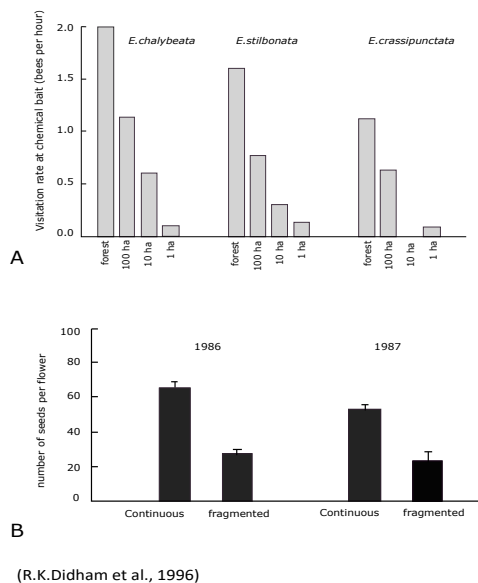 E.chalybeata E.stilbonata E.crassipunctata
Visitation rate at chemical bait (bees per hour)
2.0
1.5
1.0
0.5
0.0
forest 100 ha 10 ha 1 ha forest 100 ha 10 ha 1 ha forest 100 ha 10 ha 1 ha
A
number of seeds per flower
100
80
60
40
20
0
1986 1987
Continuous fragmented Continuous fragmented
B
(R.K.Didham et al., 1996)